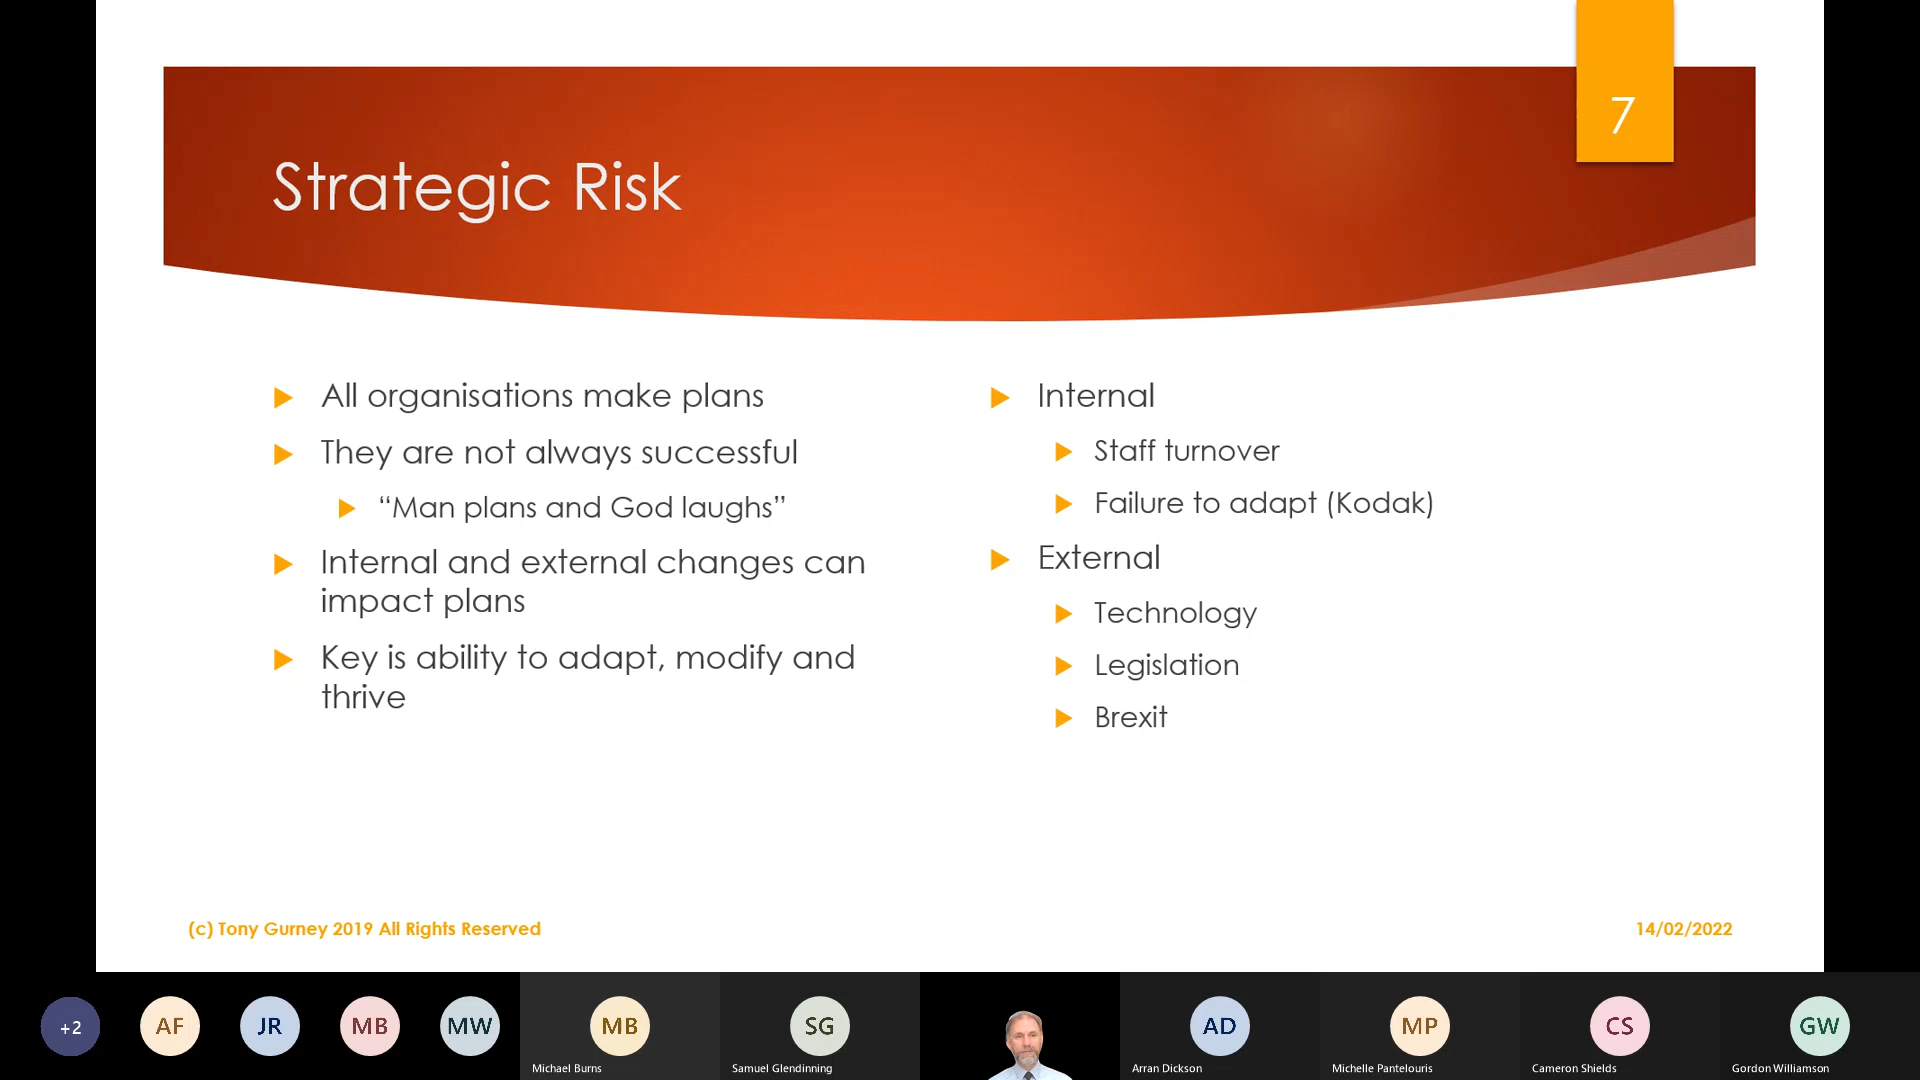 7
Strategic Risk
All organisations make plans
They are not always successful
“Man plans and God laughs”
Internal and external changes can
impact plans
Key is ability to adapt, modify and
thrive
Internal
Staff turnover
Failure to adapt (Kodak)
External
Technology
Legislation
Brexit
(c) Tony Gurney 2019 All Rights Reserved
14/02/2022
+2
AF
JR
MB
MW
MB
Michael Burns
SG
Samuel Glendinning
AD
Arran Dickson
MP
Michelle Pantelouris
CS
Cameron Shields
GW
Gordon Williamson